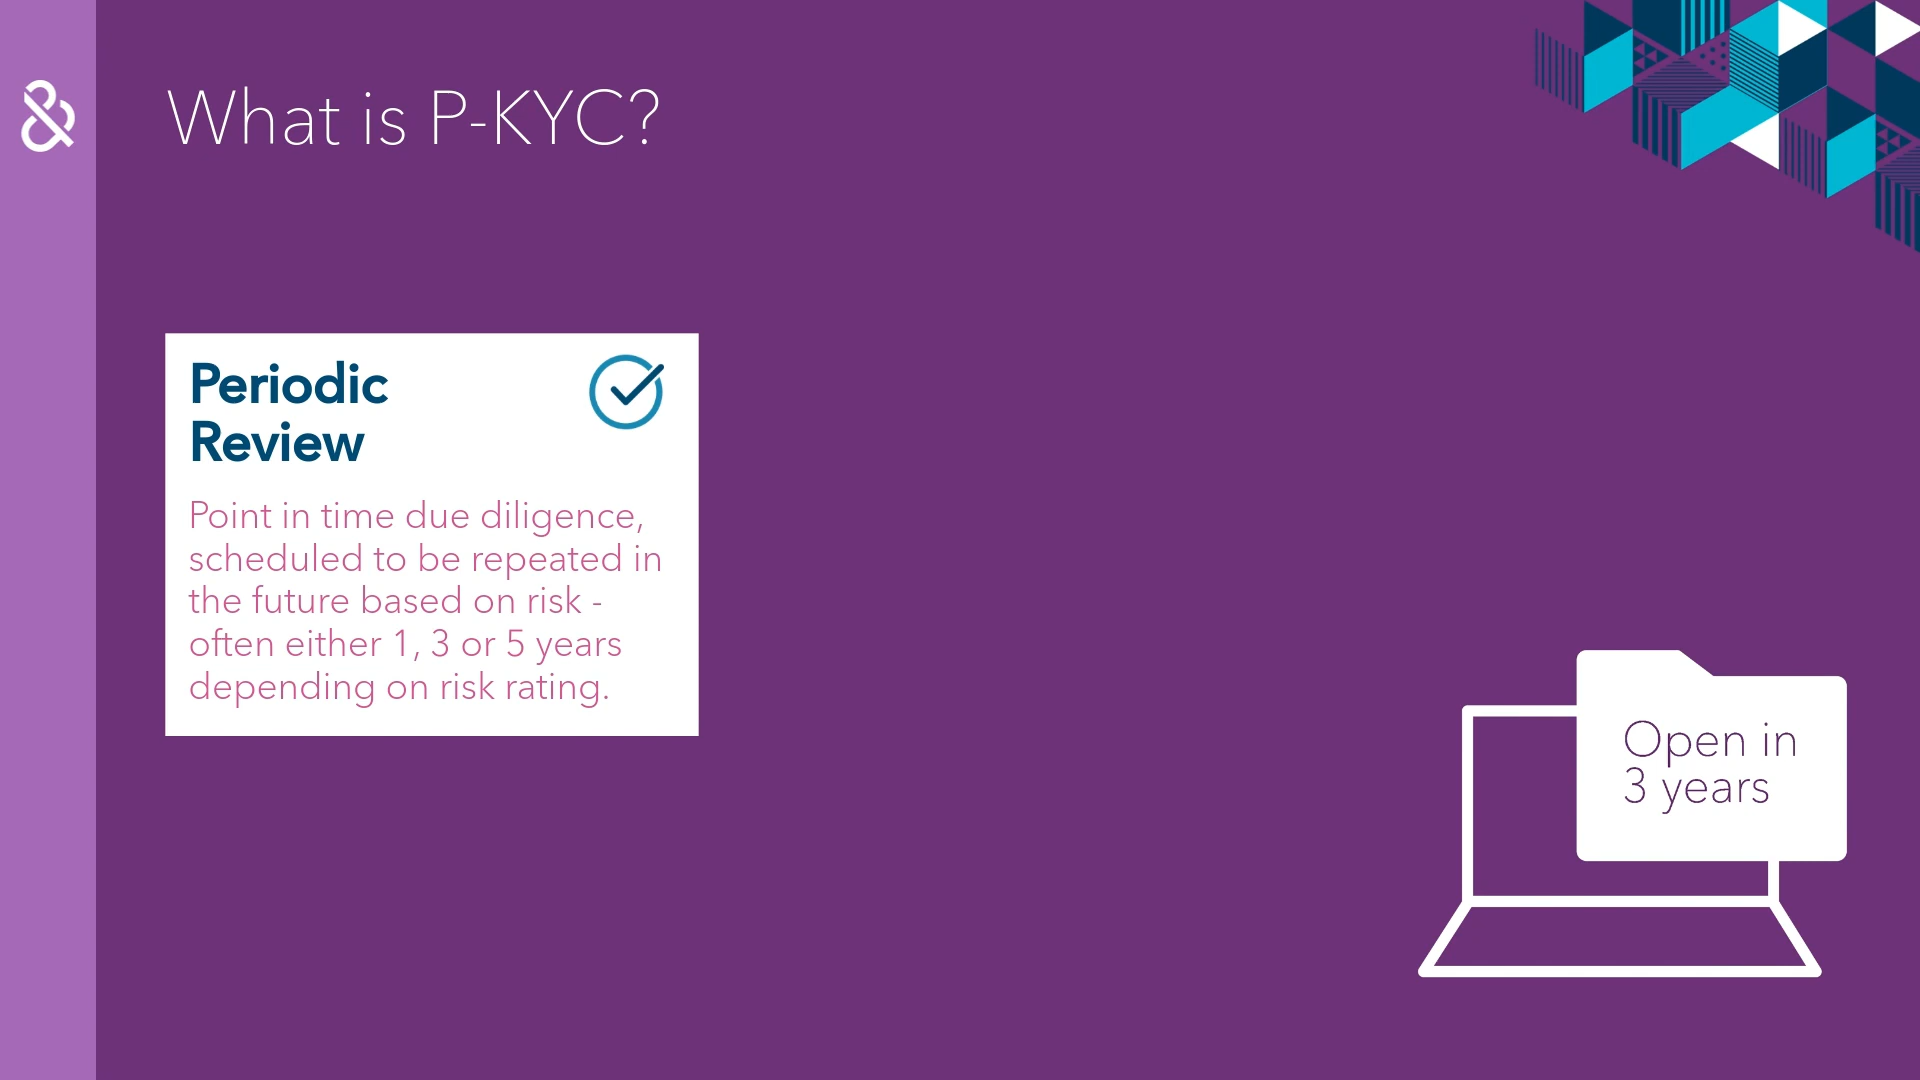 &
What is P-KYC?
Periodic
Review
Point in time due diligence,
scheduled to be repeated in
the future based on risk -
often either 1, 3 or 5 years
depending on risk rating.
Open in
3 years